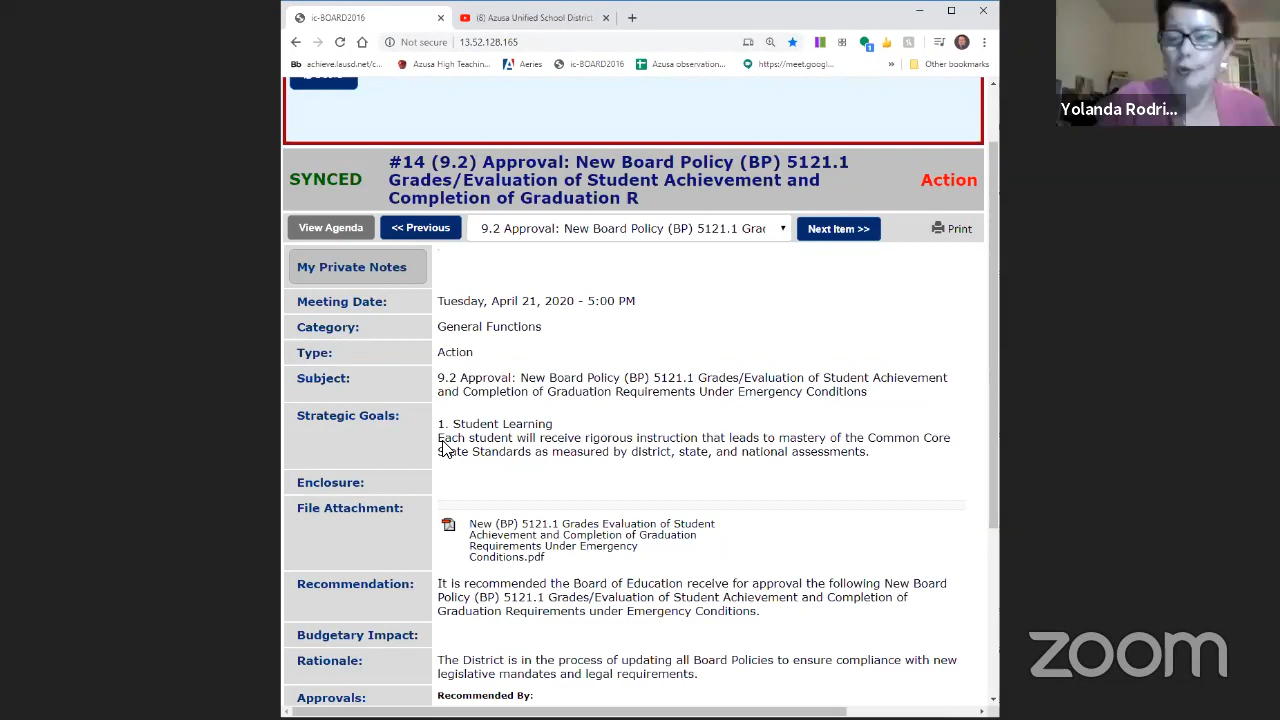 ic-BOARD2016
(8) Azusa Unified School District
Not secure | 13.52.128.165
achieve.lausd.net/c...
Azusa High Teachin...
Aeries
ic-BOARD2016
Azusa observation...
https://meet.googl...
»
Other bookmarks
Yolanda Rodri...
SYNCED
#14 (9.2) Approval: New Board Policy (BP) 5121.1
Grades/Evaluation of Student Achievement and
Completion of Graduation R
Action
View Agenda
<< Previous
9.2 Approval: New Board Policy (BP) 5121.1 Grad
Next Item >>
Print
My Private Notes
Meeting Date:
Tuesday, April 21, 2020 - 5:00 PM
Category:
General Functions
Type:
Action
Subject:
9.2 Approval: New Board Policy (BP) 5121.1 Grades/Evaluation of Student Achievement
and Completion of Graduation Requirements Under Emergency Conditions
Strategic Goals:
1. Student Learning
Each student will receive rigorous instruction that leads to mastery of the Common Core
State Standards as measured by district, state, and national assessments.
Enclosure:
File Attachment:
New (BP) 5121.1 Grades Evaluation of Student
Achievement and Completion of Graduation
Requirements Under Emergency
Conditions.pdf
Recommendation:
It is recommended the Board of Education receive for approval the following New Board
Policy (BP) 5121.1 Grades/Evaluation of Student Achievement and Completion of
Graduation Requirements under Emergency Conditions.
Budgetary Impact:
Rationale:
The District is in the process of updating all Board Policies to ensure compliance with new
legislative mandates and legal requirements.
Approvals:
Recommended By:
zoom